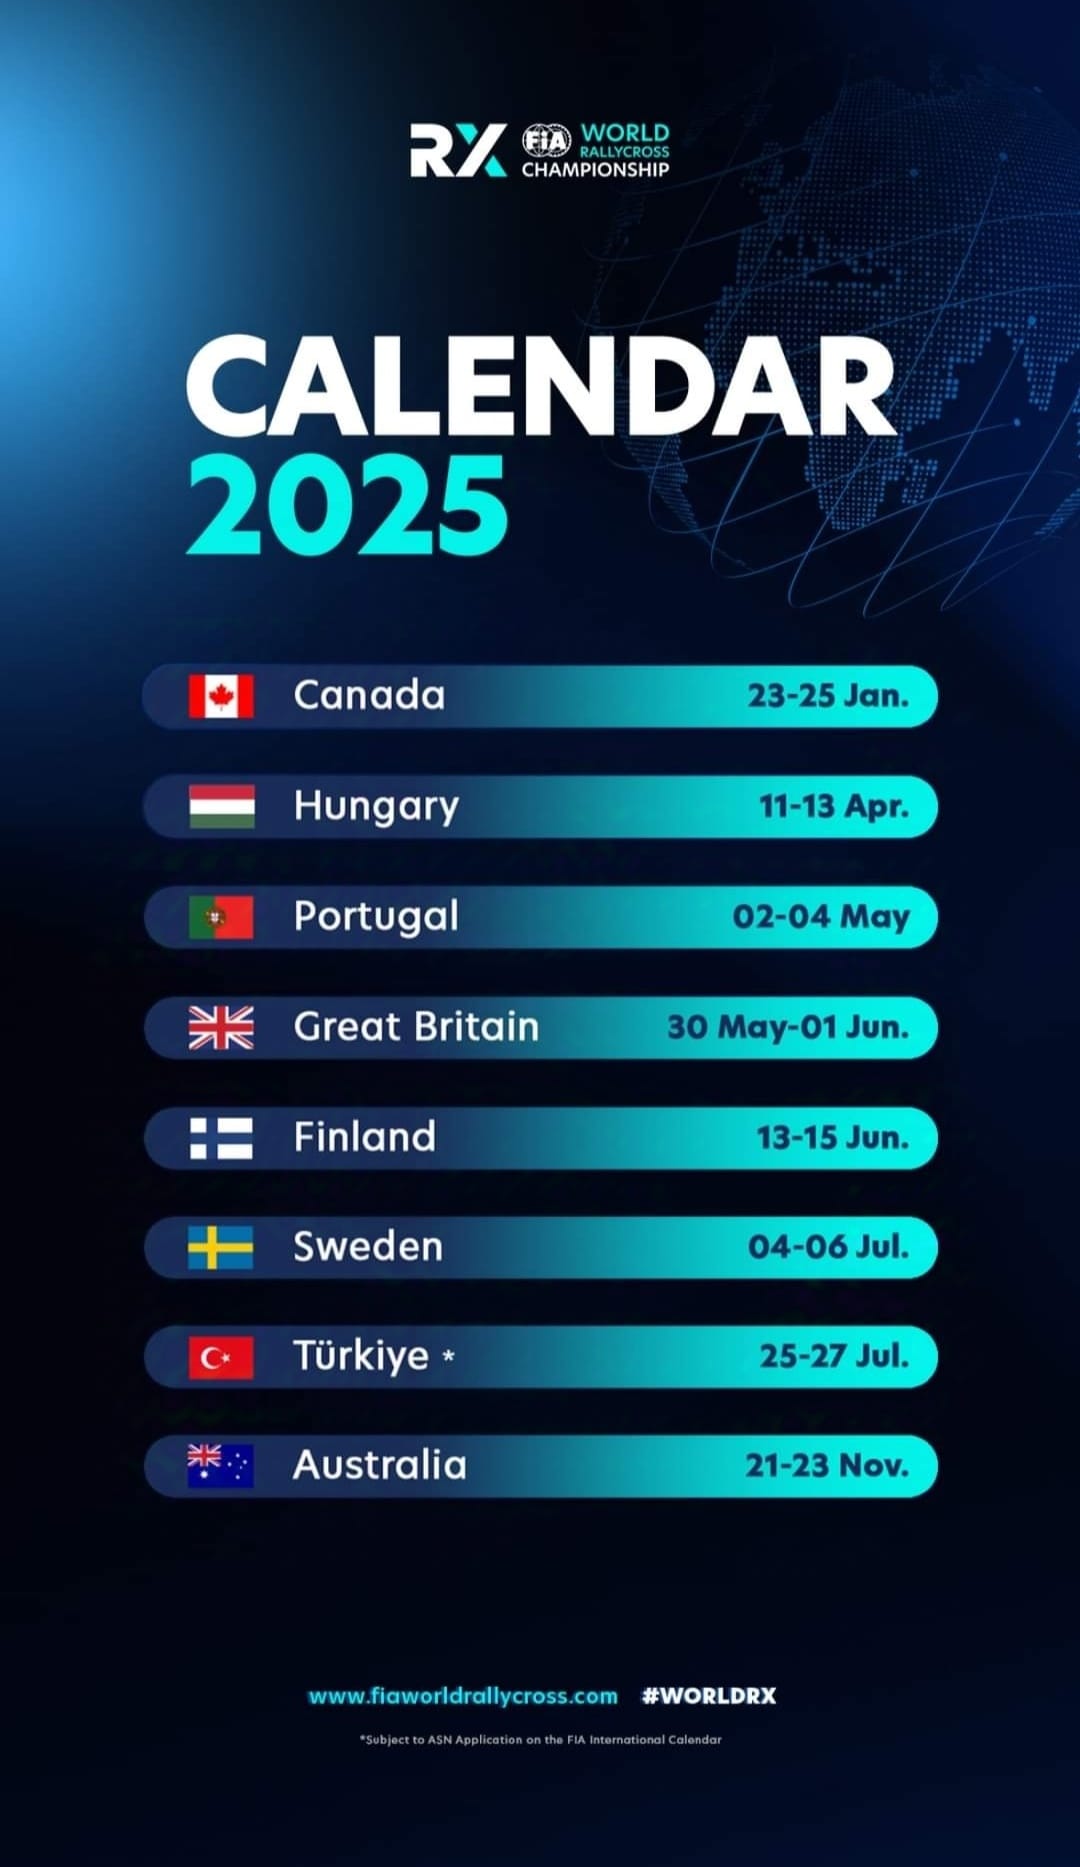 RX FIA WORLD
RALLYCROSS
CHAMPIONSHIP
CALENDAR
2025
Canada 23-25 Jan.
Hungary 11-13 Apr.
Portugal 02-04 May
Great Britain 30 May-01 Jun.
Finland 13-15 Jun.
Sweden 04-06 Jul.
Türkiye * 25-27 Jul.
Australia 21-23 Nov.
www.fiaworldrallycross.com #WORLDRX
*Subject to ASN Application on the FIA International Calendar